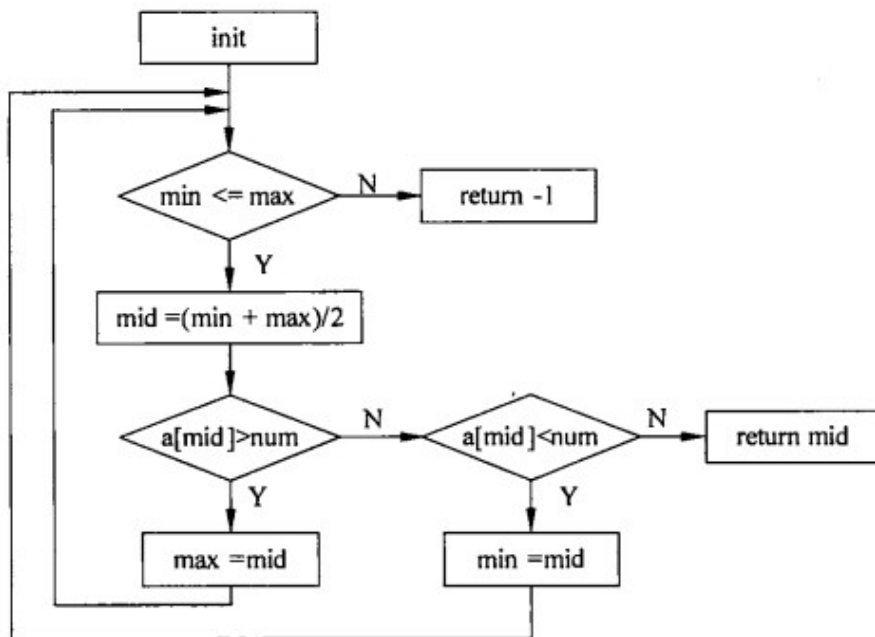 init
min <= max
N
return -1
Y
mid =(min + max)/2
a[mid]>num
N
a[mid]<num
N
return mid
Y
Y
max =mid
min =mid